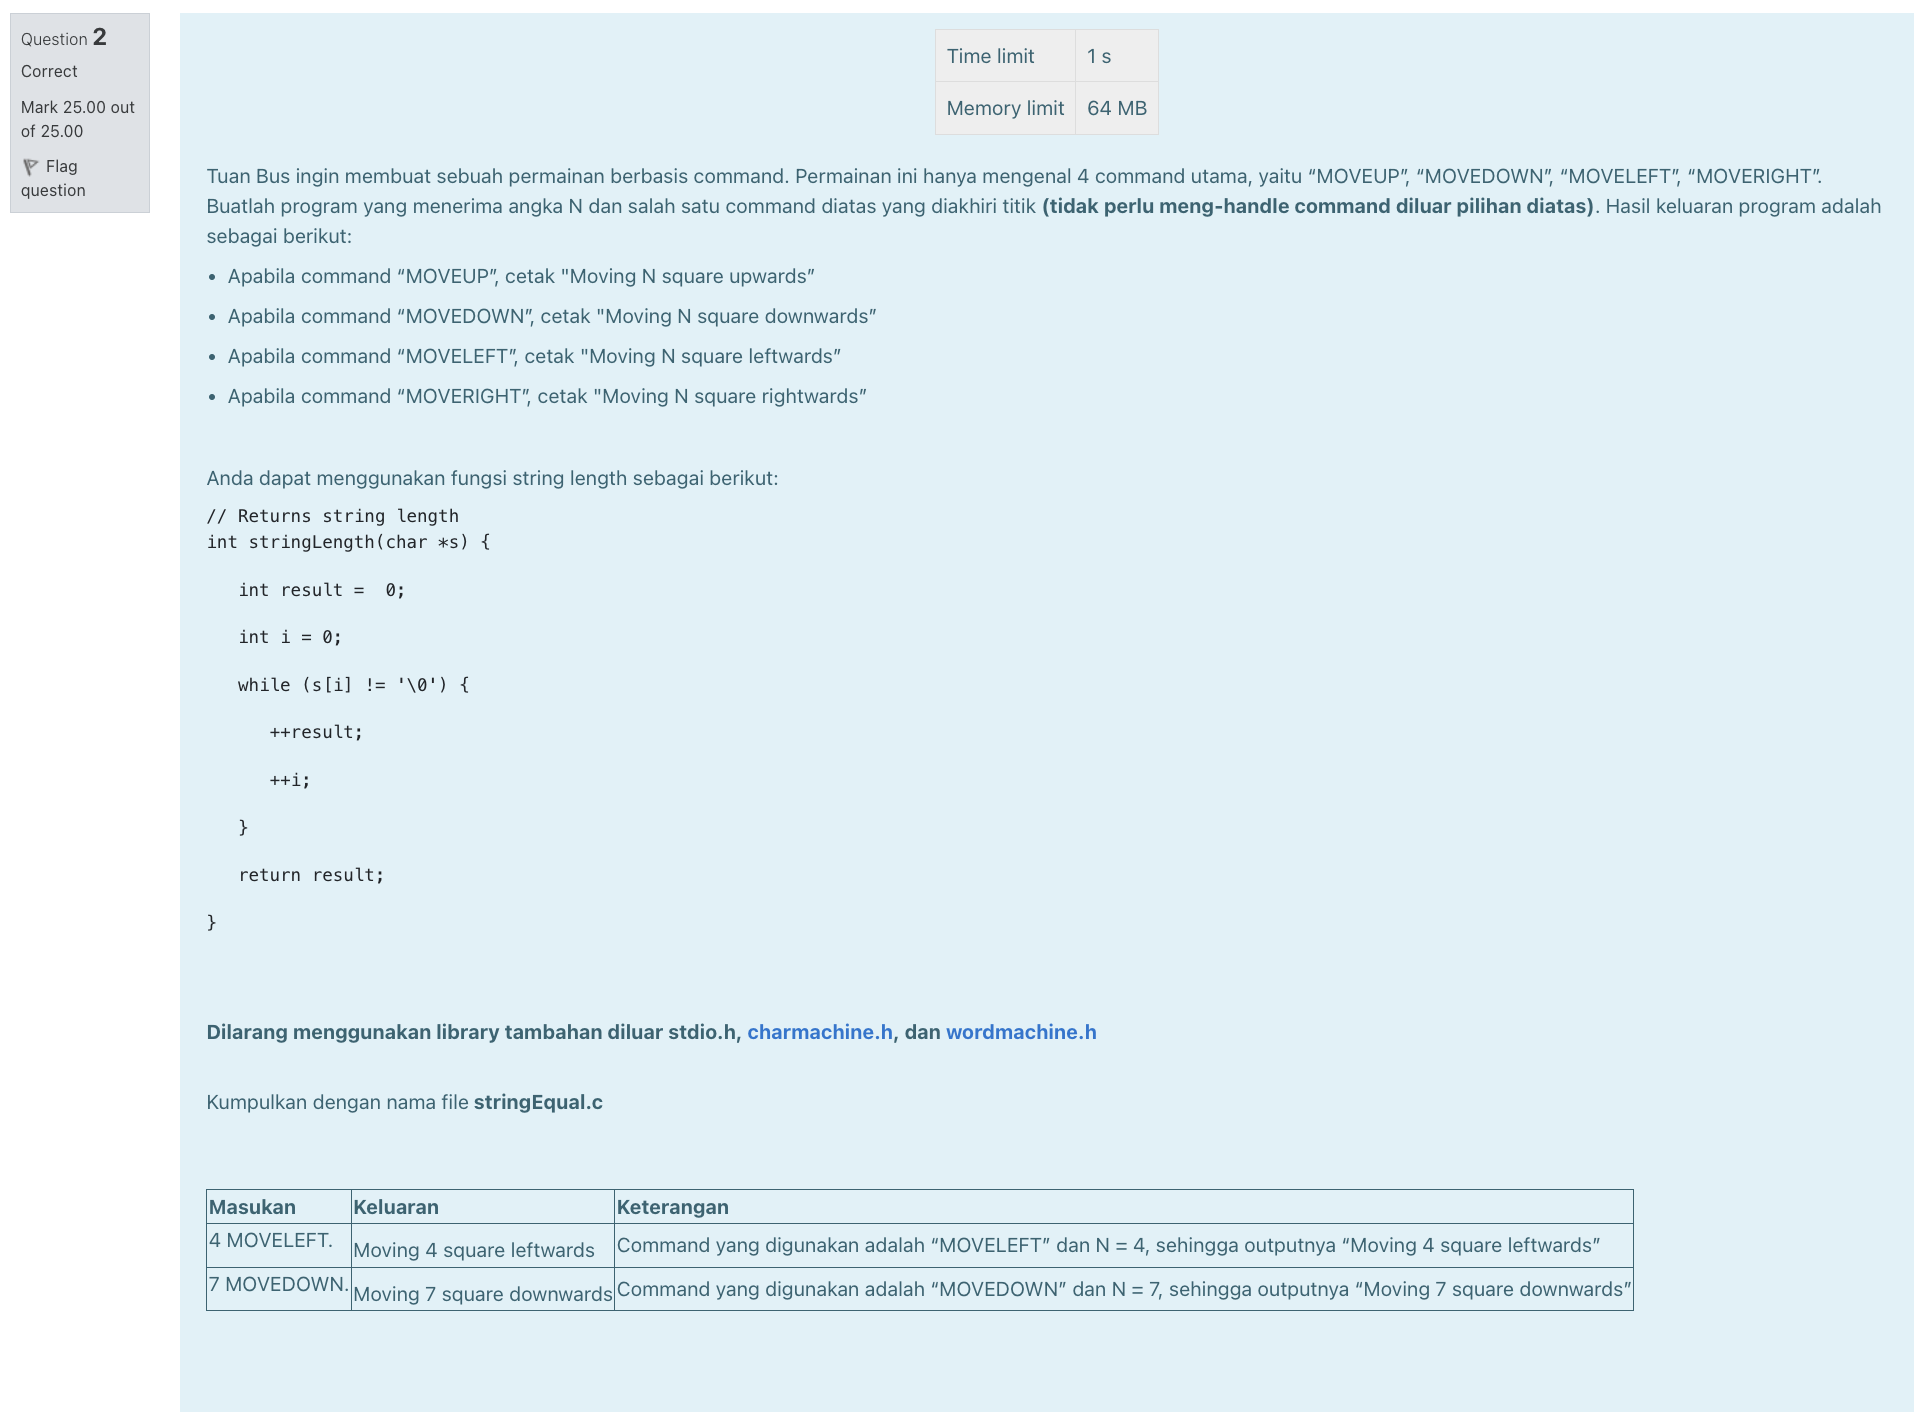 Question 2
Correct
Mark 25.00 out
of 25.00
Flag
question
Time limit 1 s
Memory limit 64 MB
Tuan Bus ingin membuat sebuah permainan berbasis command. Permainan ini hanya mengenal 4 command utama, yaitu “MOVEUP”, “MOVEDOWN”, “MOVELEFT”, “MOVERIGHT”.
Buatlah program yang menerima angka N dan salah satu command diatas yang diakhiri titik (tidak perlu meng-handle command diluar pilihan diatas). Hasil keluaran program adalah
sebagai berikut:
• Apabila command “MOVEUP”, cetak "Moving N square upwards”
• Apabila command “MOVEDOWN”, cetak "Moving N square downwards”
• Apabila command “MOVELEFT”, cetak "Moving N square leftwards”
• Apabila command “MOVERIGHT”, cetak "Moving N square rightwards”
Anda dapat menggunakan fungsi string length sebagai berikut:
// Returns string length
int stringLength(char *s) {
int result =  0;
int i = 0;
while (s[i] != '\0') {
++result;
++i;
}
return result;
}
Dilarang menggunakan library tambahan diluar stdio.h, charmachine.h, dan wordmachine.h
Kumpulkan dengan nama file stringEqual.c
Masukan Keluaran Keterangan
4 MOVELEFT. Moving 4 square leftwards Command yang digunakan adalah “MOVELEFT” dan N = 4, sehingga outputnya “Moving 4 square leftwards”
7 MOVEDOWN. Moving 7 square downwards Command yang digunakan adalah “MOVEDOWN” dan N = 7, sehingga outputnya “Moving 7 square downwards”